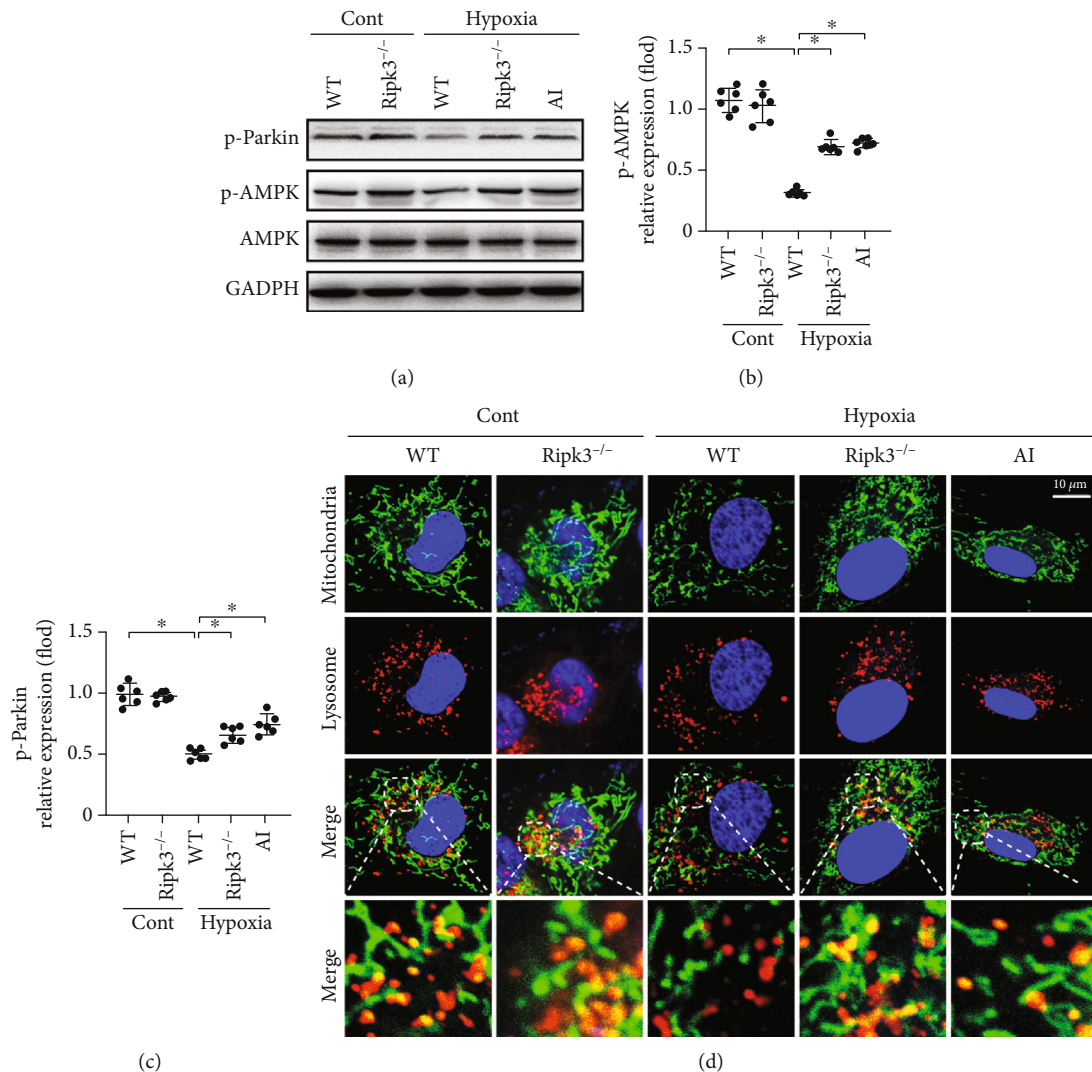 Cont Hypoxia
WT Ripk3−/− WT Ripk3−/− AI
p-Parkin
p-AMPK
AMPK
GADPH
(a)
p-AMPK
relative expression (flod)
1.5
1.0
0.5
0
* * *
WT Ripk3−/− WT Ripk3−/− AI
Cont Hypoxia
(b)
p-Parkin
relative expression (flod)
1.5
1.0
0.5
0
* * *
WT Ripk3−/− WT Ripk3−/− AI
Cont Hypoxia
(c)
Cont Hypoxia
WT Ripk3−/− WT Ripk3−/− AI
10 μm
Mitochondria
Lysosome
Merge
Merge
(d)